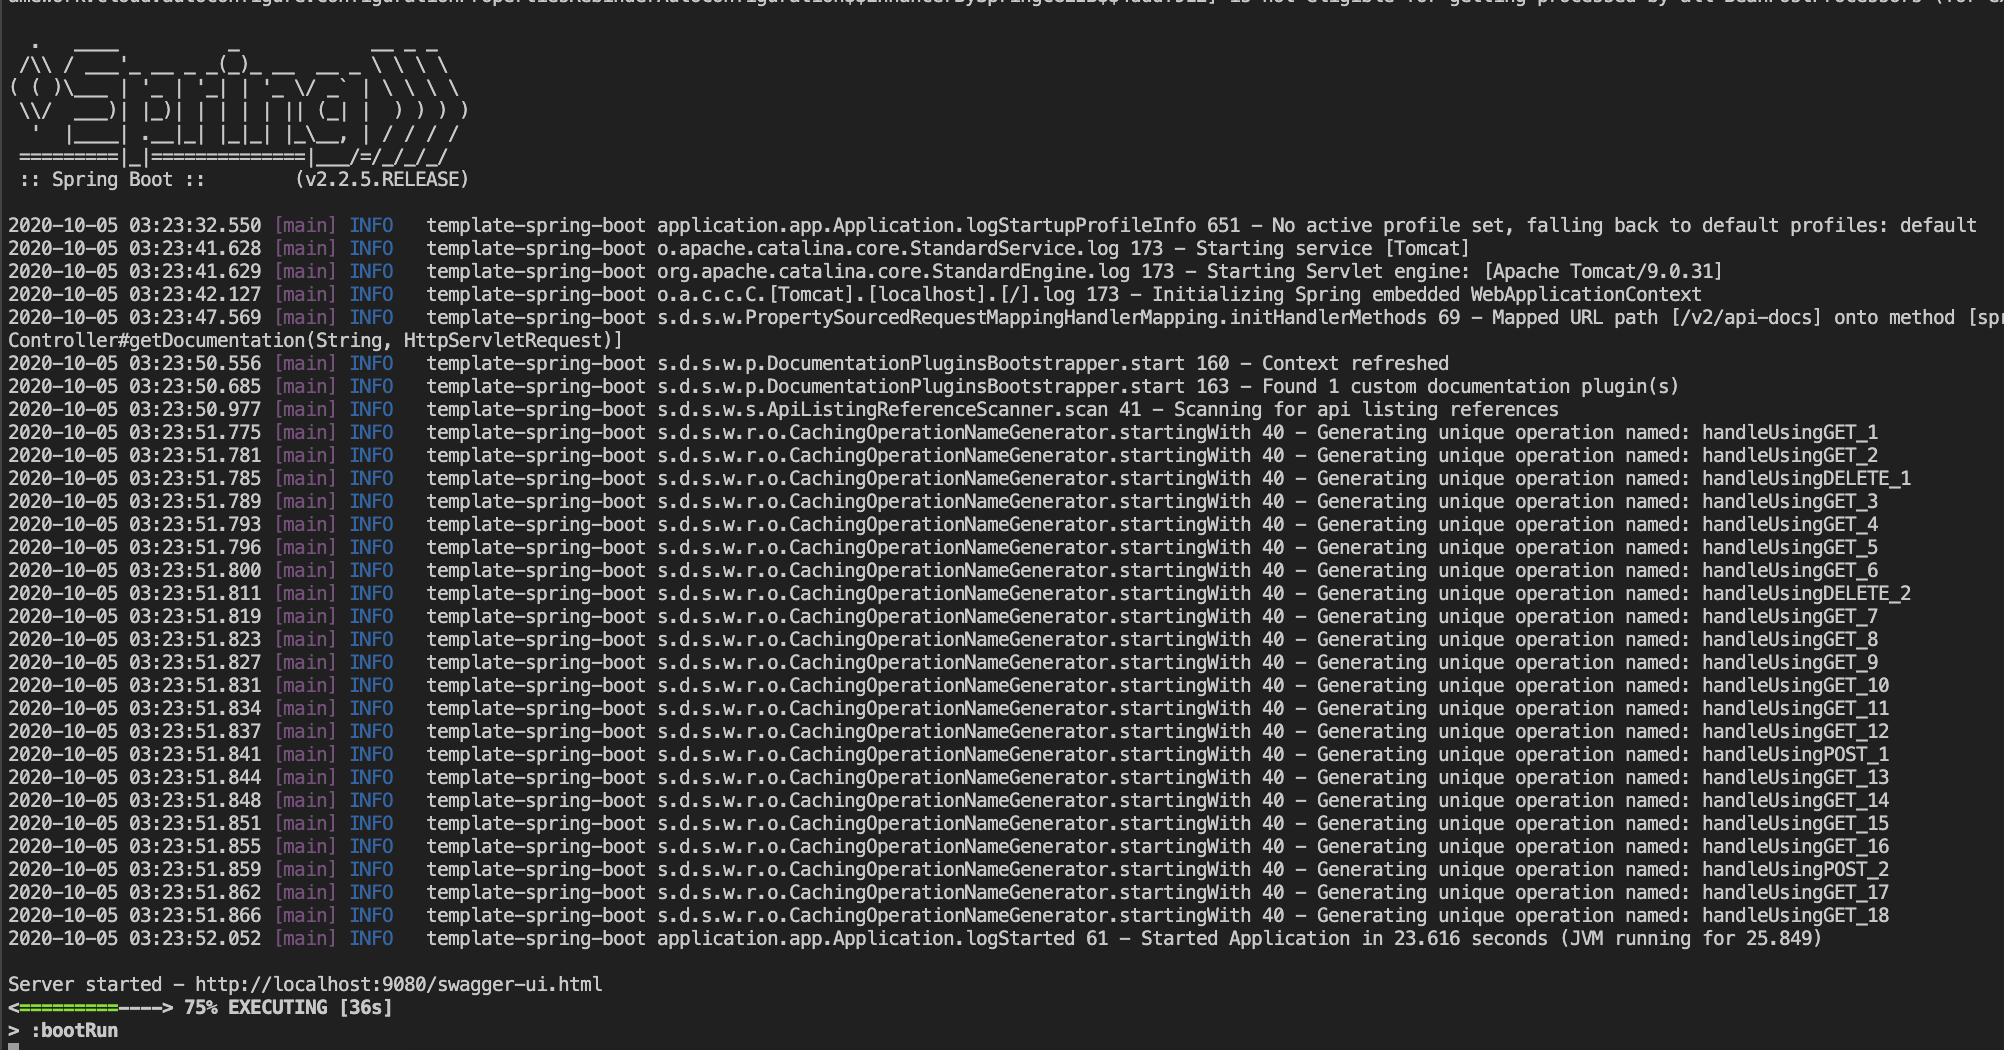 is not eligible for getting processed by all BeanPostProcessors (for
  .   ____          _            __ _ _
 /\\ / ___'_ __ _ _(_)_ __  __ _ \ \ \ \
( ( )\___ | '_ | '_| | '_ \/ _` | \ \ \ \
 \\/  ___)| |_)| | | | | || (_| |  ) ) ) )
  '  |____| .__|_| |_|_| |_\__, | / / / /
 =========|_|==============|___/=/_/_/_/
 :: Spring Boot ::        (v2.2.5.RELEASE)
2020-10-05 03:23:32.550 [main] INFO   template-spring-boot application.app.Application.logStartupProfileInfo 651 - No active profile set, falling back to default profiles: default
2020-10-05 03:23:41.628 [main] INFO   template-spring-boot o.apache.catalina.core.StandardService.log 173 - Starting service [Tomcat]
2020-10-05 03:23:41.629 [main] INFO   template-spring-boot org.apache.catalina.core.StandardEngine.log 173 - Starting Servlet engine: [Apache Tomcat/9.0.31]
2020-10-05 03:23:42.127 [main] INFO   template-spring-boot o.a.c.c.C.[Tomcat].[localhost].[/].log 173 - Initializing Spring embedded WebApplicationContext
2020-10-05 03:23:47.569 [main] INFO   template-spring-boot s.d.s.w.PropertySourcedRequestMappingHandlerMapping.initHandlerMethods 69 - Mapped URL path [/v2/api-docs] onto method [spr
Controller#getDocumentation(String, HttpServletRequest)]
2020-10-05 03:23:50.556 [main] INFO   template-spring-boot s.d.s.w.p.DocumentationPluginsBootstrapper.start 160 - Context refreshed
2020-10-05 03:23:50.685 [main] INFO   template-spring-boot s.d.s.w.p.DocumentationPluginsBootstrapper.start 163 - Found 1 custom documentation plugin(s)
2020-10-05 03:23:50.977 [main] INFO   template-spring-boot s.d.s.w.s.ApiListingReferenceScanner.scan 41 - Scanning for api listing references
2020-10-05 03:23:51.775 [main] INFO   template-spring-boot s.d.s.w.r.o.CachingOperationNameGenerator.startingWith 40 - Generating unique operation named: handleUsingGET_1
2020-10-05 03:23:51.781 [main] INFO   template-spring-boot s.d.s.w.r.o.CachingOperationNameGenerator.startingWith 40 - Generating unique operation named: handleUsingGET_2
2020-10-05 03:23:51.785 [main] INFO   template-spring-boot s.d.s.w.r.o.CachingOperationNameGenerator.startingWith 40 - Generating unique operation named: handleUsingDELETE_1
2020-10-05 03:23:51.789 [main] INFO   template-spring-boot s.d.s.w.r.o.CachingOperationNameGenerator.startingWith 40 - Generating unique operation named: handleUsingGET_3
2020-10-05 03:23:51.793 [main] INFO   template-spring-boot s.d.s.w.r.o.CachingOperationNameGenerator.startingWith 40 - Generating unique operation named: handleUsingGET_4
2020-10-05 03:23:51.796 [main] INFO   template-spring-boot s.d.s.w.r.o.CachingOperationNameGenerator.startingWith 40 - Generating unique operation named: handleUsingGET_5
2020-10-05 03:23:51.800 [main] INFO   template-spring-boot s.d.s.w.r.o.CachingOperationNameGenerator.startingWith 40 - Generating unique operation named: handleUsingGET_6
2020-10-05 03:23:51.811 [main] INFO   template-spring-boot s.d.s.w.r.o.CachingOperationNameGenerator.startingWith 40 - Generating unique operation named: handleUsingDELETE_2
2020-10-05 03:23:51.819 [main] INFO   template-spring-boot s.d.s.w.r.o.CachingOperationNameGenerator.startingWith 40 - Generating unique operation named: handleUsingGET_7
2020-10-05 03:23:51.823 [main] INFO   template-spring-boot s.d.s.w.r.o.CachingOperationNameGenerator.startingWith 40 - Generating unique operation named: handleUsingGET_8
2020-10-05 03:23:51.827 [main] INFO   template-spring-boot s.d.s.w.r.o.CachingOperationNameGenerator.startingWith 40 - Generating unique operation named: handleUsingGET_9
2020-10-05 03:23:51.831 [main] INFO   template-spring-boot s.d.s.w.r.o.CachingOperationNameGenerator.startingWith 40 - Generating unique operation named: handleUsingGET_10
2020-10-05 03:23:51.834 [main] INFO   template-spring-boot s.d.s.w.r.o.CachingOperationNameGenerator.startingWith 40 - Generating unique operation named: handleUsingGET_11
2020-10-05 03:23:51.837 [main] INFO   template-spring-boot s.d.s.w.r.o.CachingOperationNameGenerator.startingWith 40 - Generating unique operation named: handleUsingGET_12
2020-10-05 03:23:51.841 [main] INFO   template-spring-boot s.d.s.w.r.o.CachingOperationNameGenerator.startingWith 40 - Generating unique operation named: handleUsingPOST_1
2020-10-05 03:23:51.844 [main] INFO   template-spring-boot s.d.s.w.r.o.CachingOperationNameGenerator.startingWith 40 - Generating unique operation named: handleUsingGET_13
2020-10-05 03:23:51.848 [main] INFO   template-spring-boot s.d.s.w.r.o.CachingOperationNameGenerator.startingWith 40 - Generating unique operation named: handleUsingGET_14
2020-10-05 03:23:51.851 [main] INFO   template-spring-boot s.d.s.w.r.o.CachingOperationNameGenerator.startingWith 40 - Generating unique operation named: handleUsingGET_15
2020-10-05 03:23:51.855 [main] INFO   template-spring-boot s.d.s.w.r.o.CachingOperationNameGenerator.startingWith 40 - Generating unique operation named: handleUsingGET_16
2020-10-05 03:23:51.859 [main] INFO   template-spring-boot s.d.s.w.r.o.CachingOperationNameGenerator.startingWith 40 - Generating unique operation named: handleUsingPOST_2
2020-10-05 03:23:51.862 [main] INFO   template-spring-boot s.d.s.w.r.o.CachingOperationNameGenerator.startingWith 40 - Generating unique operation named: handleUsingGET_17
2020-10-05 03:23:51.866 [main] INFO   template-spring-boot s.d.s.w.r.o.CachingOperationNameGenerator.startingWith 40 - Generating unique operation named: handleUsingGET_18
2020-10-05 03:23:52.052 [main] INFO   template-spring-boot application.app.Application.logStarted 61 - Started Application in 23.616 seconds (JVM running for 25.849)
Server started - http://localhost:9080/swagger-ui.html
<=========----> 75% EXECUTING [36s]
> :bootRun